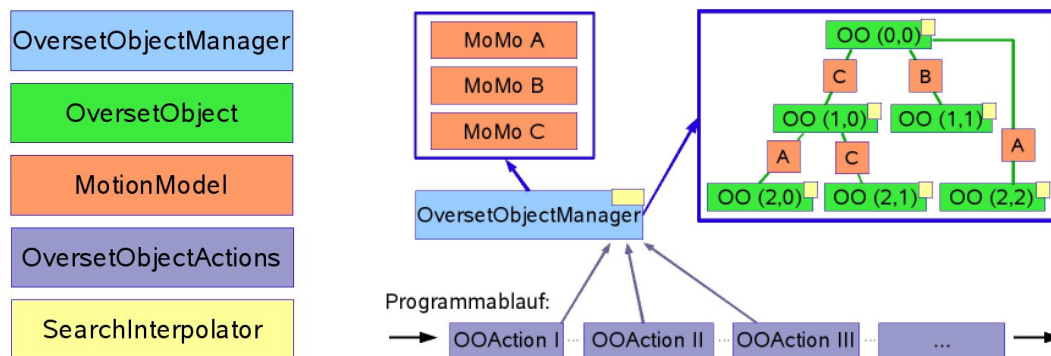 OversetObjectManager
OversetObject
MotionModel
OversetObjectActions
SearchInterpolator
MoMo A
MoMo B
MoMo C
OversetObjectManager
OO (0,0)
C
B
OO (1,0)
OO (1,1)
A
C
A
OO (2,0)
OO (2,1)
OO (2,2)
Programmablauf:
OOAction I ... OOAction II ... OOAction III ... ...